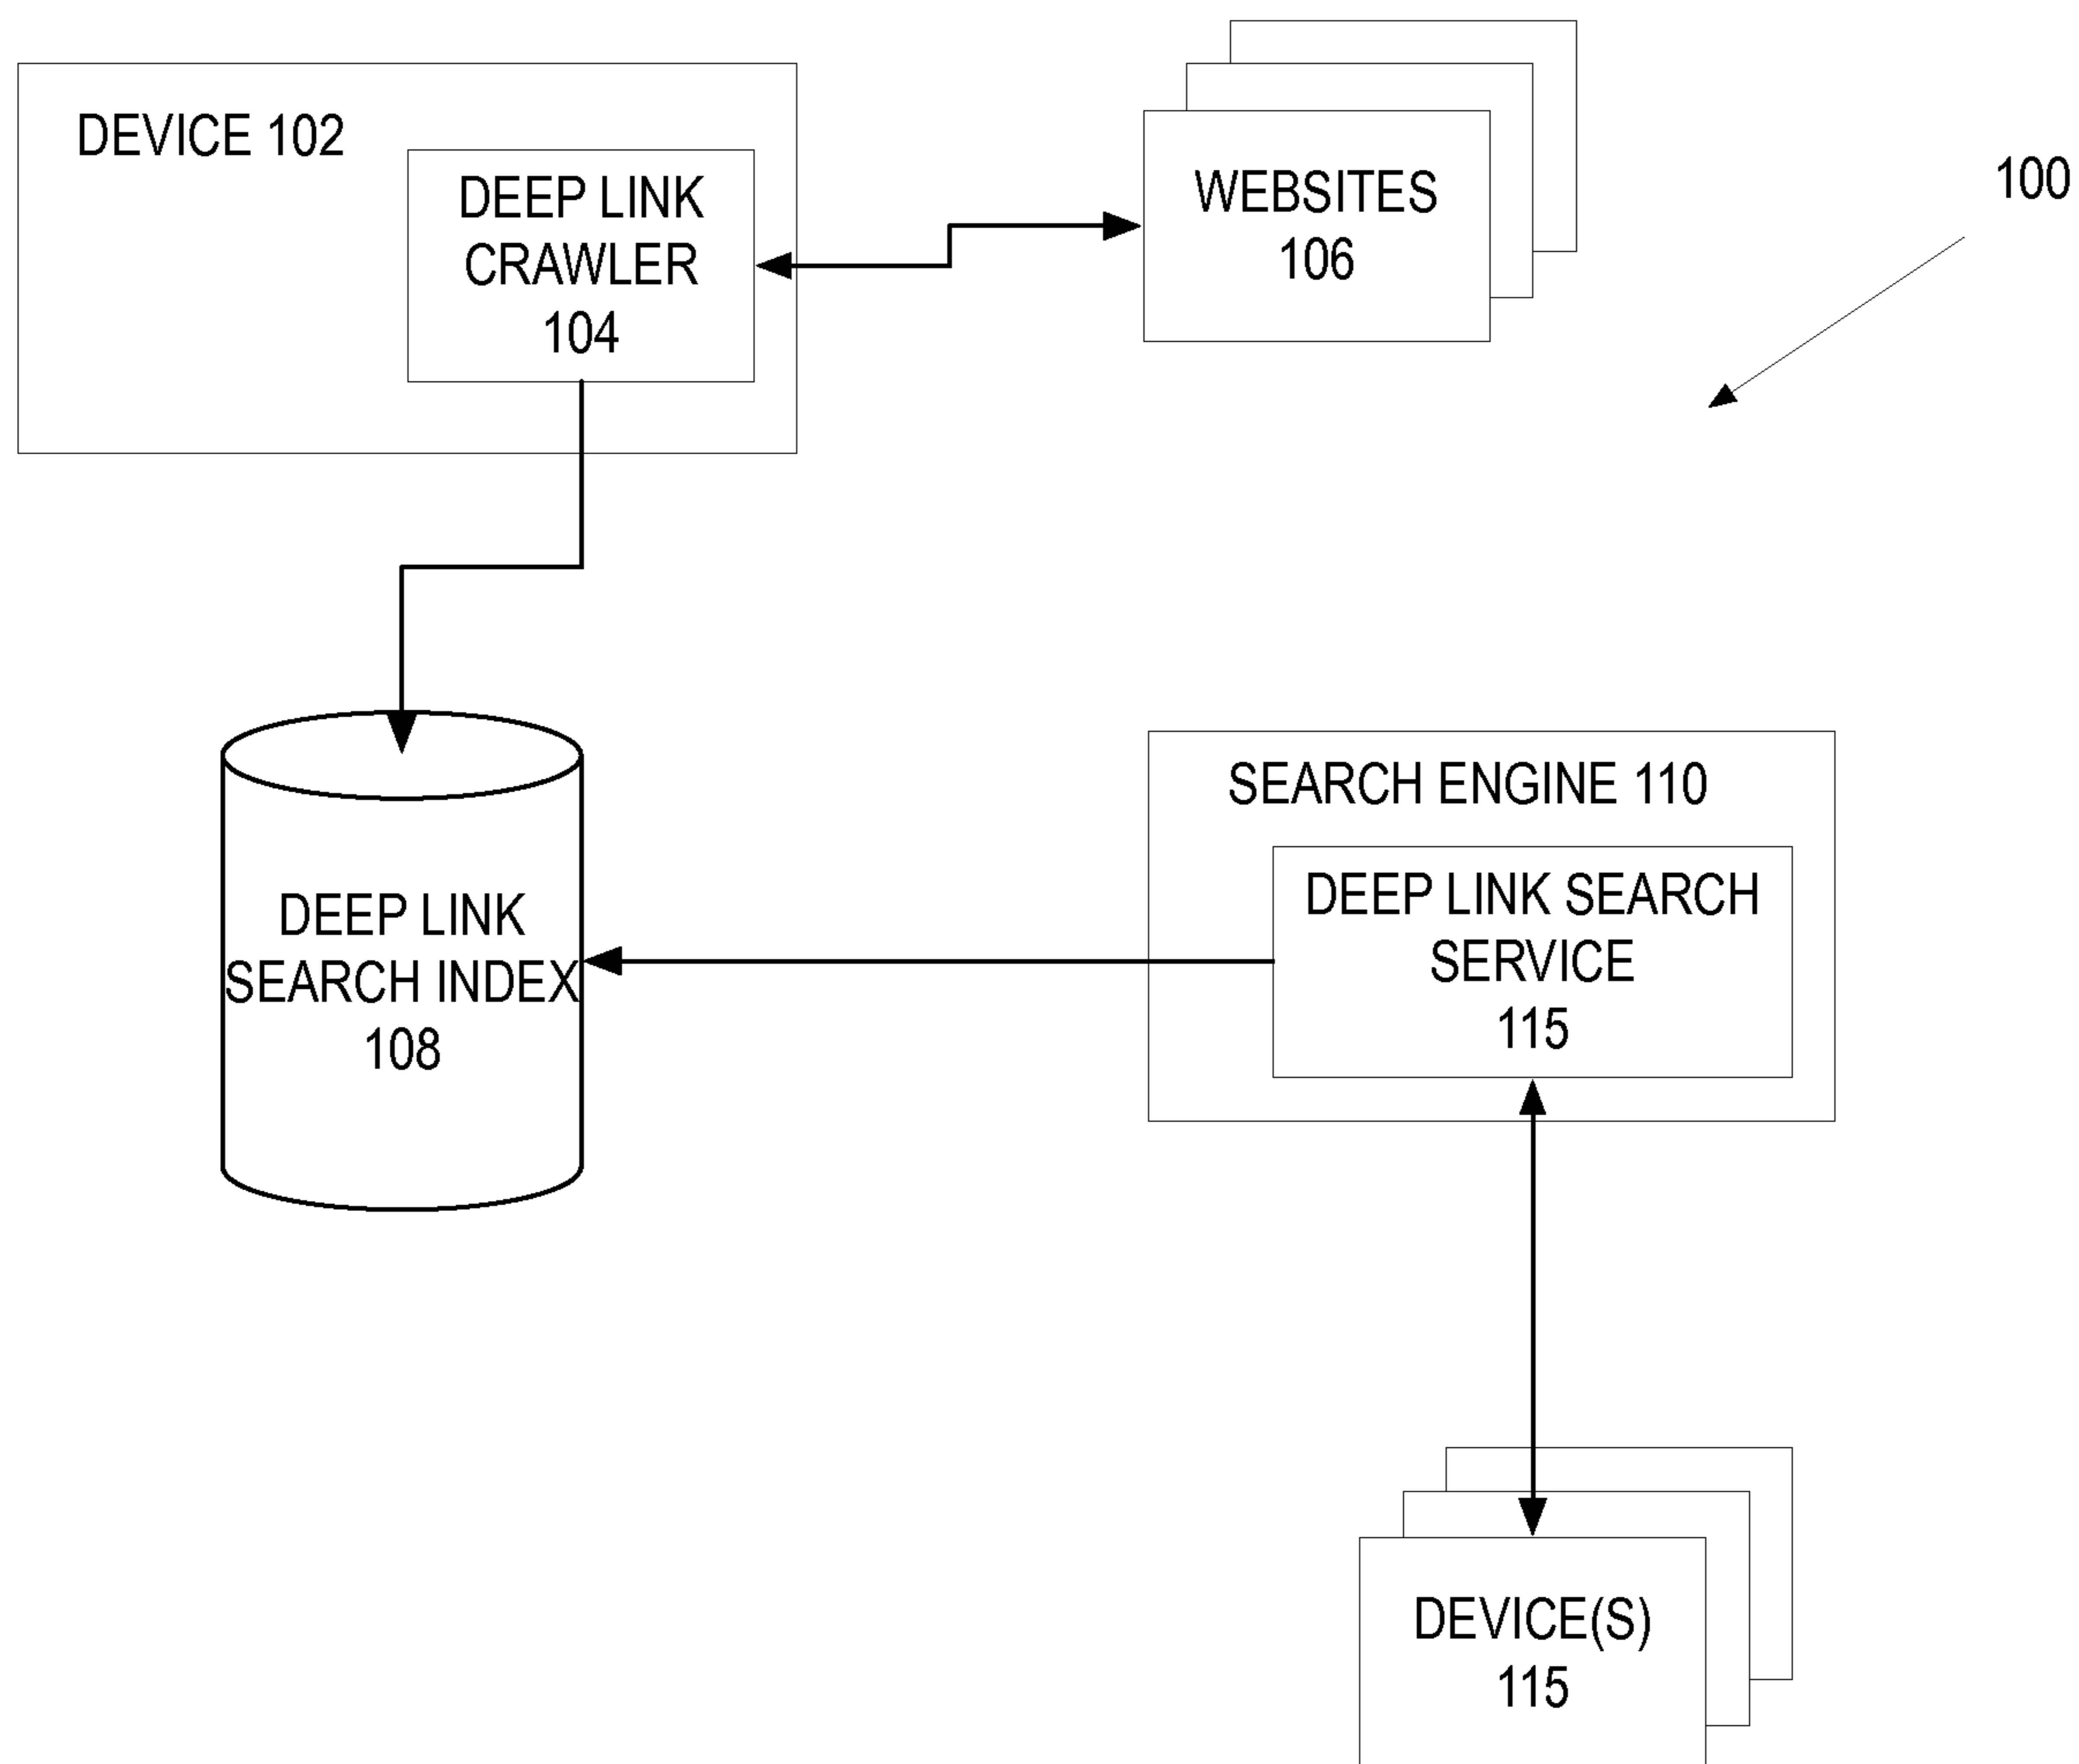 DEVICE 102
DEEP LINK
CRAWLER
104
WEBSITES
106
100
DEEP LINK
SEARCH INDEX
108
SEARCH ENGINE 110
DEEP LINK SEARCH
SERVICE
115
DEVICE(S)
115